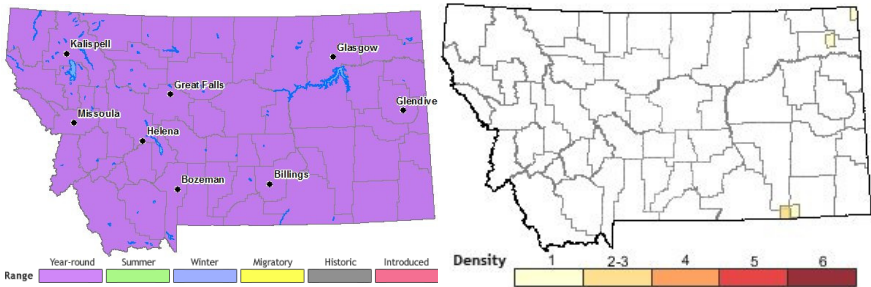 Kalispell
Glasgow
Great Falls
Glendive
Missoula
Helena
Bozeman
Billings
Range
Year-round Summer Winter Migratory Historic Introduced
Density
1 2-3 4 5 6